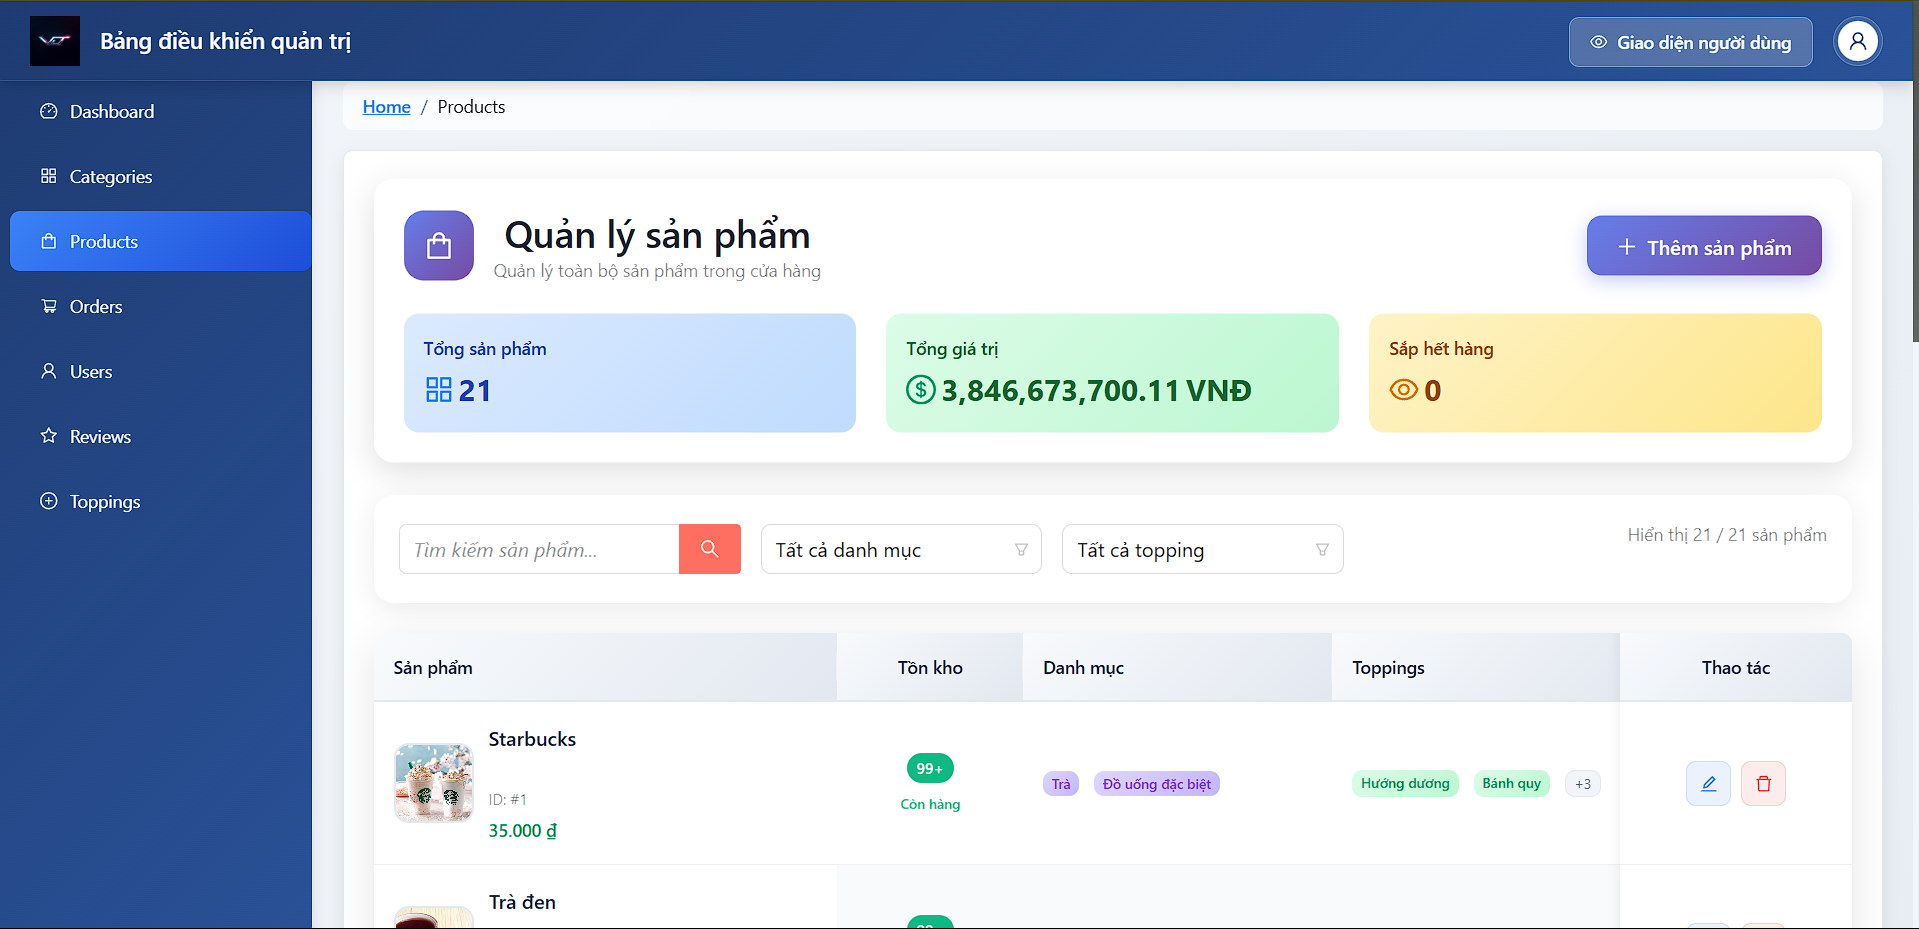 Bảng điều khiển quản trị
Giao diện người dùng
Dashboard
Categories
Products
Orders
Users
Reviews
Toppings
Home / Products
Quản lý sản phẩm
Quản lý toàn bộ sản phẩm trong cửa hàng
Thêm sản phẩm
Tổng sản phẩm
21
Tổng giá trị
3,846,673,700.11 VNĐ
Sắp hết hàng
0
Tìm kiếm sản phẩm...
Tất cả danh mục
Tất cả topping
Hiển thị 21 / 21 sản phẩm
Sản phẩm Tồn kho Danh mục Toppings Thao tác
Starbucks
ID: #1
35.000 ₫
99+
Còn hàng
Trà Đồ uống đặc biệt
Hướng dương Bánh quy +3
Trà đen